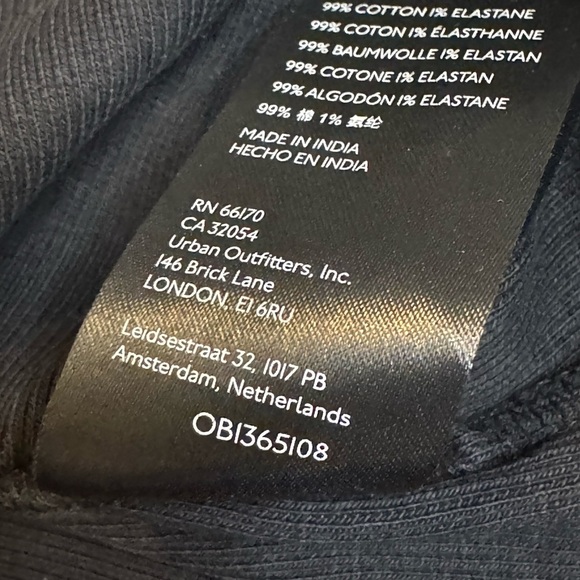 99% COTTON 1% ELASTANE
99% COTON 1% ÉLASTHANNE
99% BAUMWOLLE 1% ELASTAN
99% COTONE 1% ELASTAN
99% ALGODÓN 1% ELASTANE
99% 棉 1% 氨纶
MADE IN INDIA
HECHO EN INDIA
RN 66170
CA 32054
Urban Outfitters, Inc.
146 Brick Lane
LONDON, E1 6RU
Leidsestraat 32, 1017 PB
Amsterdam, Netherlands
OB1365108